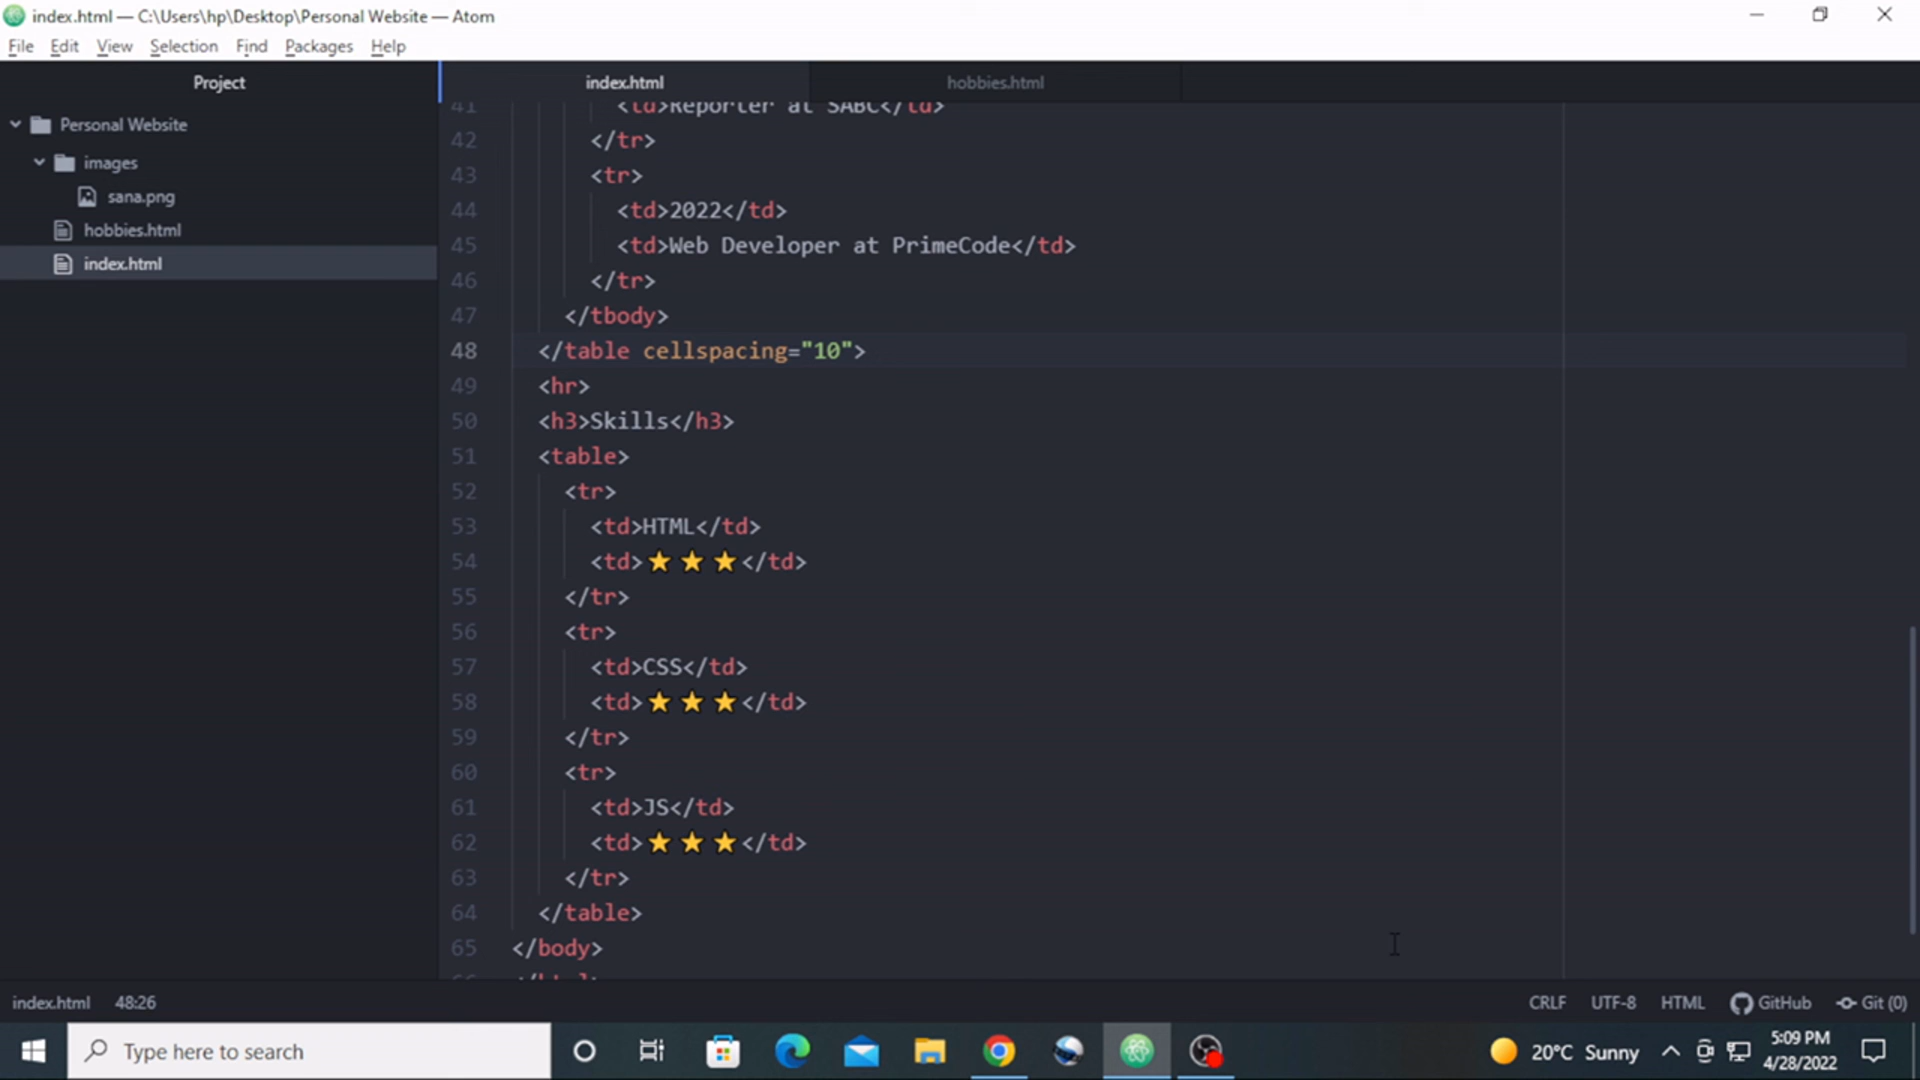 index.html — C:\Users\hp\Desktop\Personal Website — Atom
File Edit View Selection Find Packages Help
Project
index.html
hobbies.html
Personal Website
images
sana.png
hobbies.html
index.html
41 <td>Reporter at SABC</td>
42 </tr>
43 <tr>
44 <td>2022</td>
45 <td>Web Developer at PrimeCode</td>
46 </tr>
47 </tbody>
48 </table cellspacing="10">
49 <hr>
50 <h3>Skills</h3>
51 <table>
52 <tr>
53 <td>HTML</td>
54 <td>⭐⭐⭐</td>
55 </tr>
56 <tr>
57 <td>CSS</td>
58 <td>⭐⭐⭐</td>
59 </tr>
60 <tr>
61 <td>JS</td>
62 <td>⭐⭐⭐</td>
63 </tr>
64 </table>
65 </body>
index.html 48:26
CRLF UTF-8 HTML GitHub Git (0)
Type here to search
20°C Sunny
5:09 PM
4/28/2022